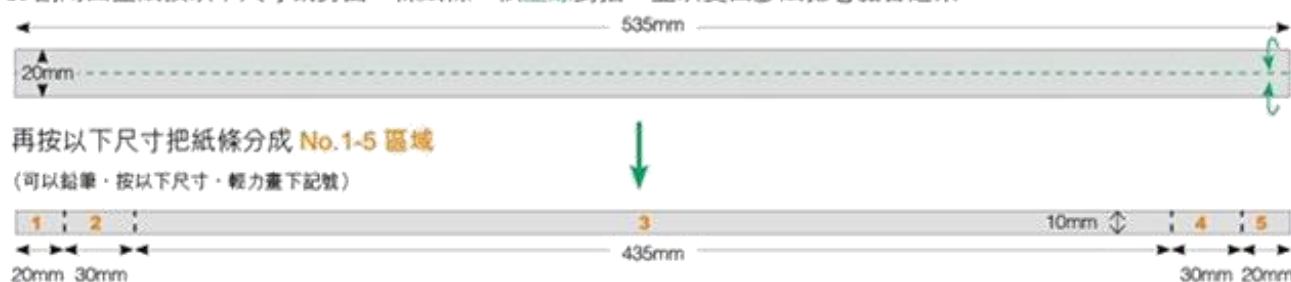 535mm
20mm
再按以下尺寸把紙條分成 No.1-5 區域
(可以鉛筆,按以下尺寸,輕力畫下記號)
1 2 3 10mm 4 5
20mm 30mm 435mm 30mm 20mm